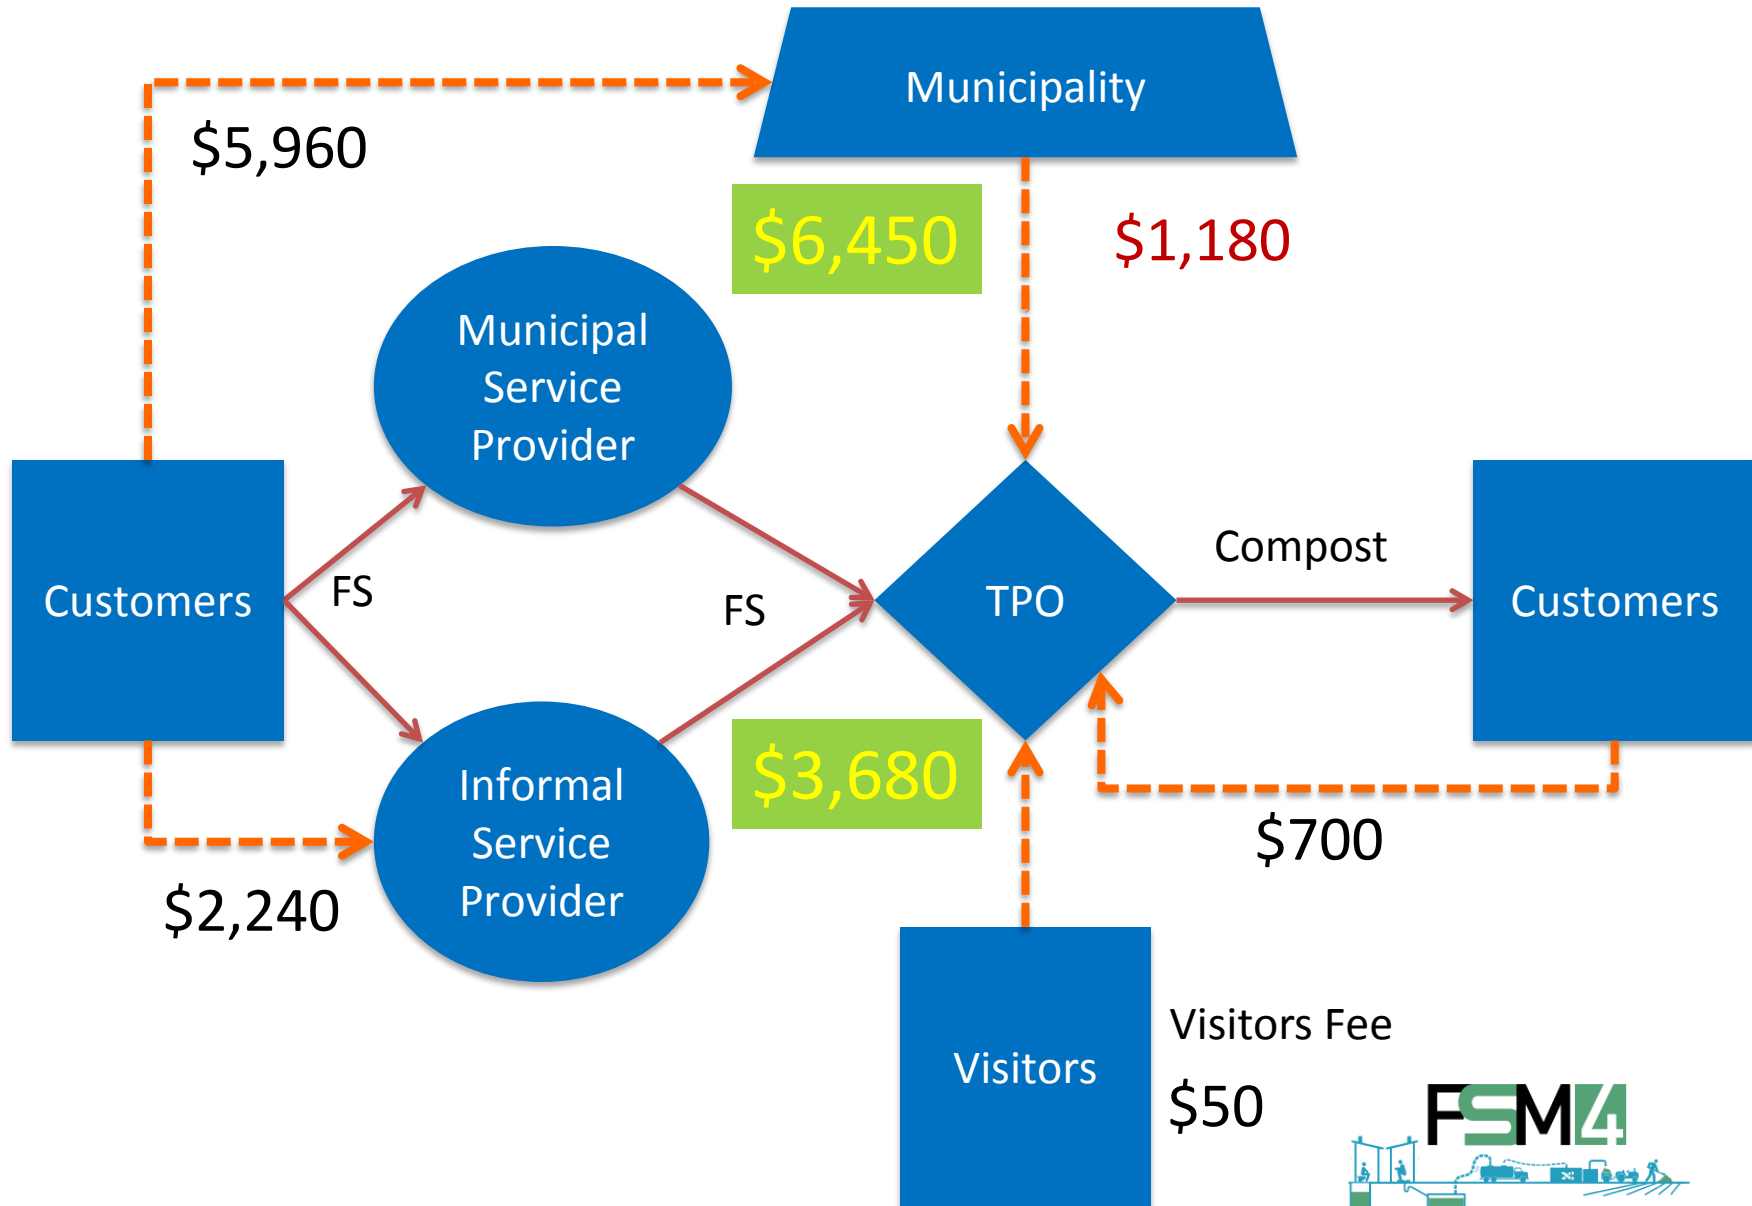 Municipality
$5,960
$6,450
$1,180
Municipal
Service
Provider
Customers
FS
FS
TPO
Compost
Customers
$3,680
Informal
Service
Provider
$700
$2,240
Visitors
Visitors Fee
$50
FSM4